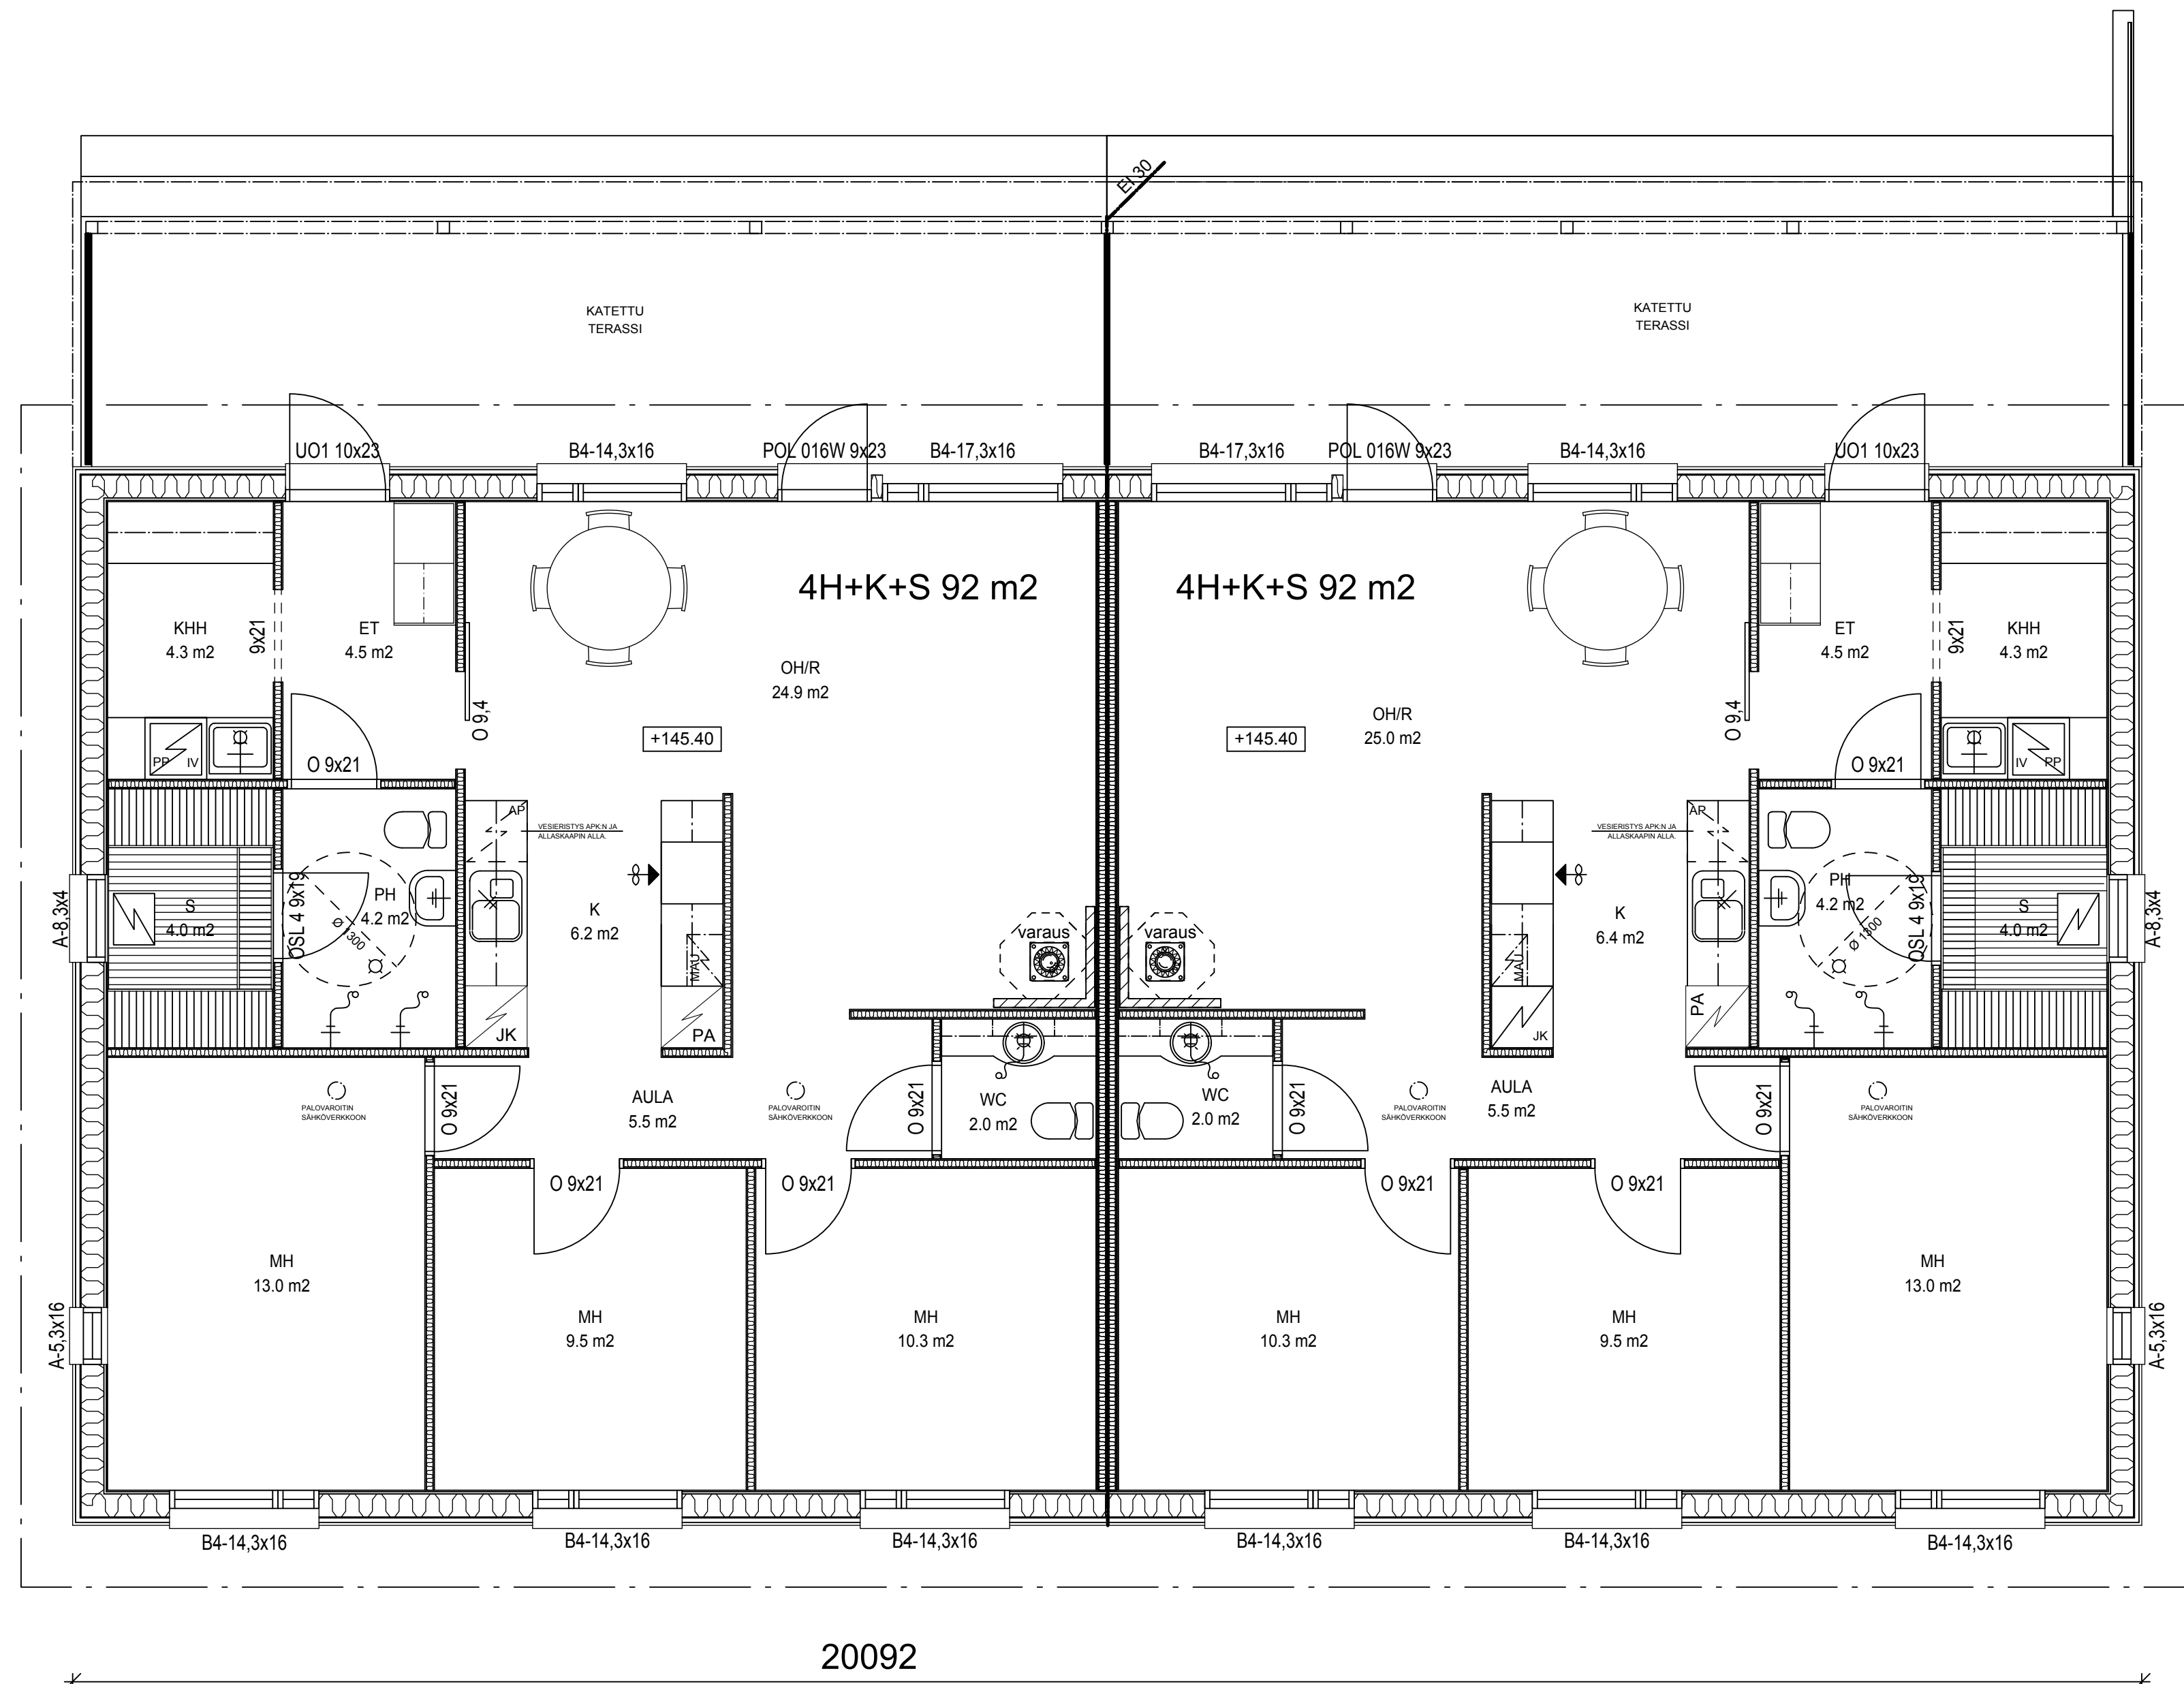 EI 30
KATETTU
TERASSI
KATETTU
TERASSI
UO1 10x23
B4-14,3x16
POL 016W 9x23
B4-17,3x16
B4-17,3x16
POL 016W 9x23
B4-14,3x16
UO1 10x23
4H+K+S 92 m2
4H+K+S 92 m2
KHH
4.3 m2
9x21
ET
4.5 m2
OH/R
24.9 m2
O 9,4
+145.40
PP
IV
O 9x21
OH/R
25.0 m2
+145.40
O 9,4
ET
4.5 m2
9x21
KHH
4.3 m2
O 9x21
IV
PP
AP
VESIERISTYS APK:N JA
ALLASKAAPIN ALLA.
VESIERISTYS APK:N JA
ALLASKAAPIN ALLA.
AP
A-8,3x4
S
4.0 m2
OSL 4 9x19
PH
4.2 m2
Ø 1300
K
6.2 m2
MAU
JK
PA
varaus
varaus
MAU
JK
K
6.4 m2
PA
PH
4.2 m2
Ø 1300
OSL 4 9x19
S
4.0 m2
A-8,3x4
PALOVAROITIN
SÄHKÖVERKKOON
O 9x21
AULA
5.5 m2
PALOVAROITIN
SÄHKÖVERKKOON
O 9x21
WC
2.0 m2
WC
2.0 m2
O 9x21
PALOVAROITIN
SÄHKÖVERKKOON
AULA
5.5 m2
O 9x21
PALOVAROITIN
SÄHKÖVERKKOON
O 9x21
O 9x21
O 9x21
O 9x21
MH
13.0 m2
MH
9.5 m2
MH
10.3 m2
MH
10.3 m2
MH
9.5 m2
MH
13.0 m2
A-5,3x16
A-5,3x16
B4-14,3x16
B4-14,3x16
B4-14,3x16
B4-14,3x16
B4-14,3x16
B4-14,3x16
20092